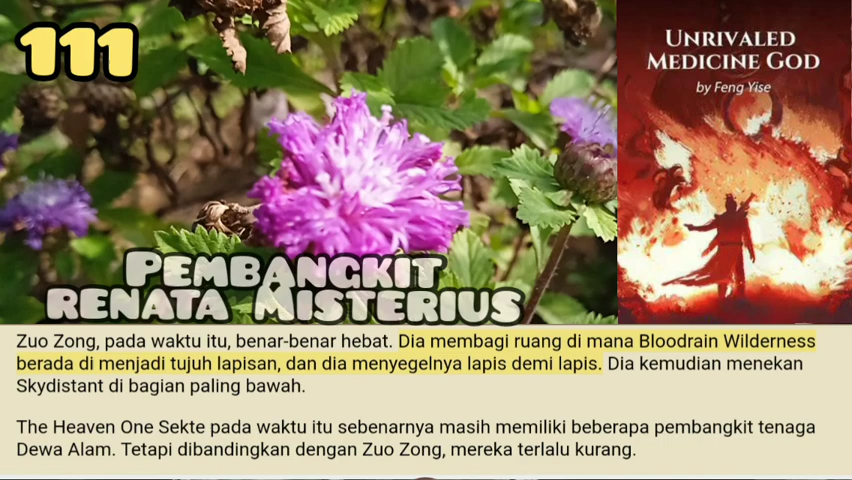 111
UNRIVALED
MEDICINE GOD
by Feng Yise
PEMBANGKIT
RENATA MISTERIUS
Zuo Zong, pada waktu itu, benar-benar hebat. Dia membagi ruang di mana Bloodrain Wilderness
berada di menjadi tujuh lapisan, dan dia menyegelnya lapis demi lapis. Dia kemudian menekan
Skydistant di bagian paling bawah.
The Heaven One Sekte pada waktu itu sebenarnya masih memiliki beberapa pembangkit tenaga
Dewa Alam. Tetapi dibandingkan dengan Zuo Zong, mereka terlalu kurang.